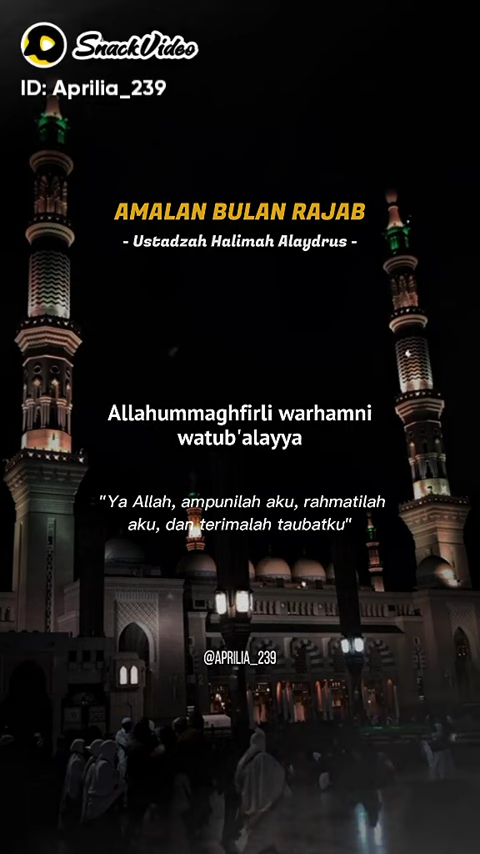 SnackVideo
ID: Aprilia_239
AMALAN BULAN RAJAB
- Ustadzah Halimah Alaydrus -
Allahummaghfirli warhamni
watub'alayya
"Ya Allah, ampunilah aku, rahmatilah
aku, dan terimalah taubatku"
@APRILIA_239